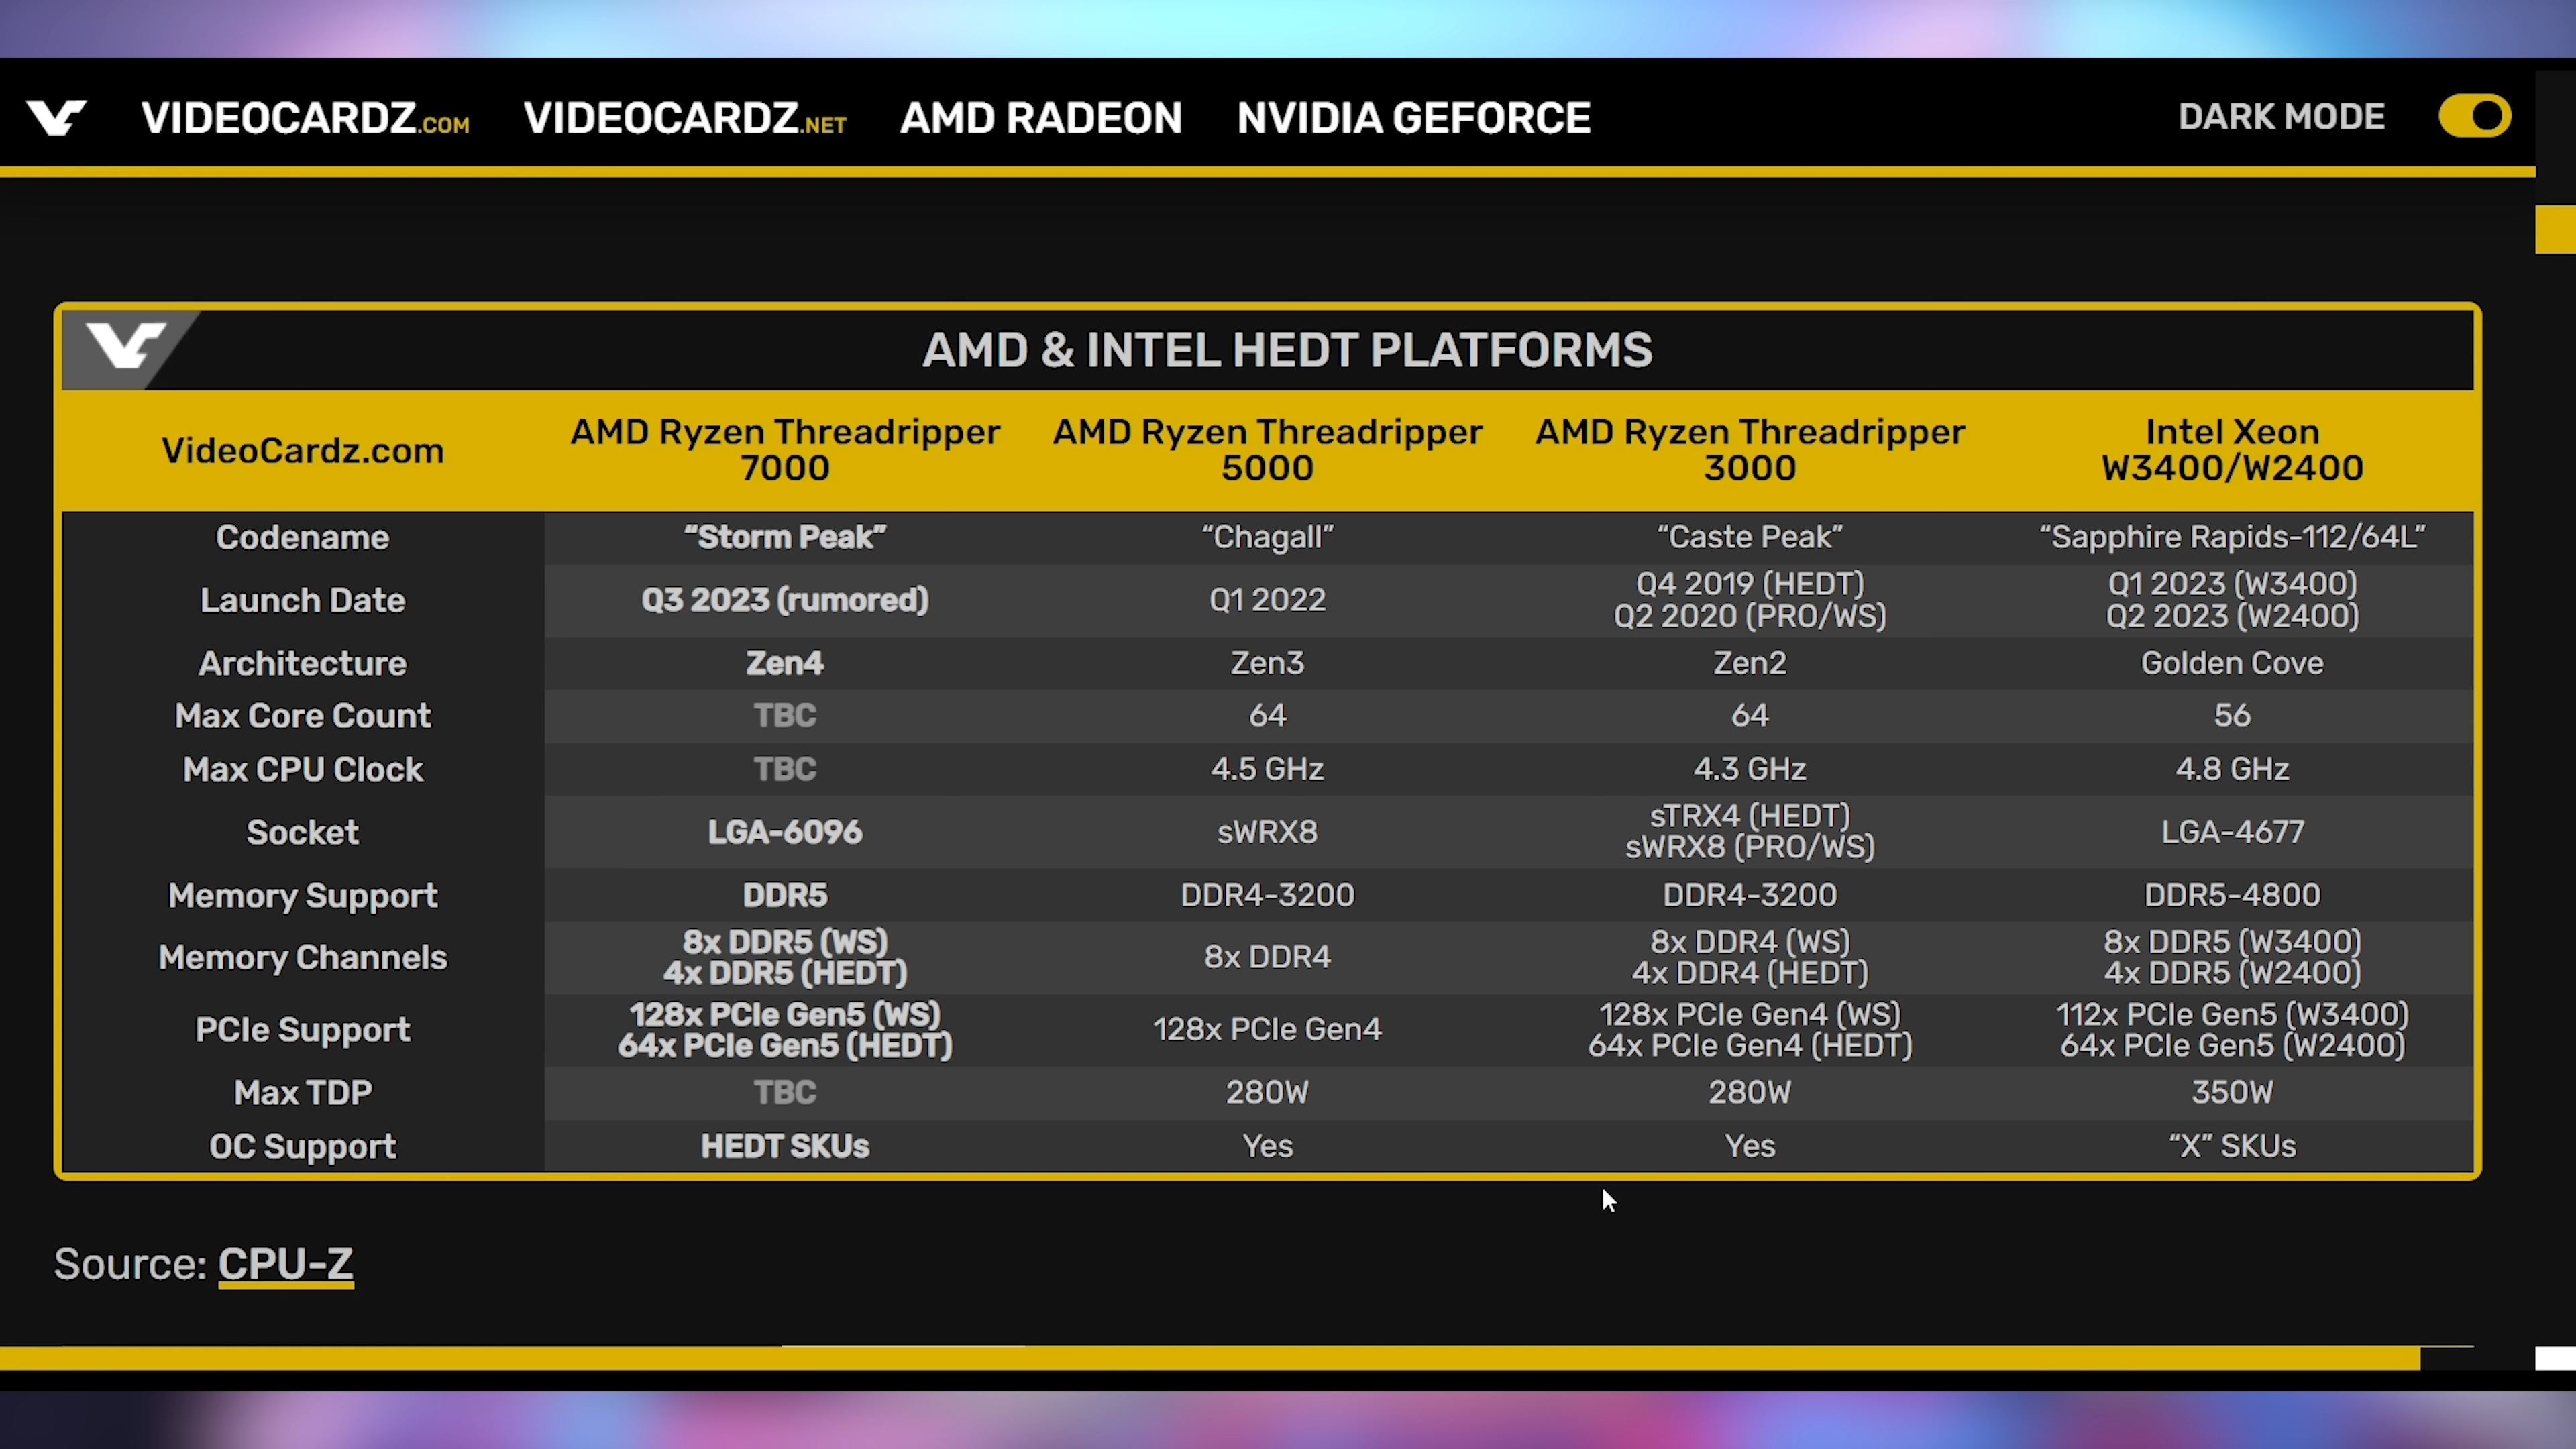 VIDEOCARDZ.COM VIDEOCARDZ.NET AMD RADEON NVIDIA GEFORCE DARK MODE
AMD & INTEL HEDT PLATFORMS
VideoCardz.com AMD Ryzen Threadripper 7000 AMD Ryzen Threadripper 5000 AMD Ryzen Threadripper 3000 Intel Xeon W3400/W2400
Codename “Storm Peak” “Chagall” “Caste Peak” “Sapphire Rapids-112/64L”
Launch Date Q3 2023 (rumored) Q1 2022 Q4 2019 (HEDT) Q2 2020 (PRO/WS) Q1 2023 (W3400) Q2 2023 (W2400)
Architecture Zen4 Zen3 Zen2 Golden Cove
Max Core Count TBC 64 64 56
Max CPU Clock TBC 4.5 GHz 4.3 GHz 4.8 GHz
Socket LGA-6096 sWRX8 sTRX4 (HEDT) sWRX8 (PRO/WS) LGA-4677
Memory Support DDR5 DDR4-3200 DDR4-3200 DDR5-4800
Memory Channels 8x DDR5 (WS) 4x DDR5 (HEDT) 8x DDR4 8x DDR4 (WS) 4x DDR4 (HEDT) 8x DDR5 (W3400) 4x DDR5 (W2400)
PCIe Support 128x PCIe Gen5 (WS) 64x PCIe Gen5 (HEDT) 128x PCIe Gen4 128x PCIe Gen4 (WS) 64x PCIe Gen4 (HEDT) 112x PCIe Gen5 (W3400) 64x PCIe Gen5 (W2400)
Max TDP TBC 280W 280W 350W
OC Support HEDT SKUs Yes Yes “X” SKUs
Source: CPU-Z